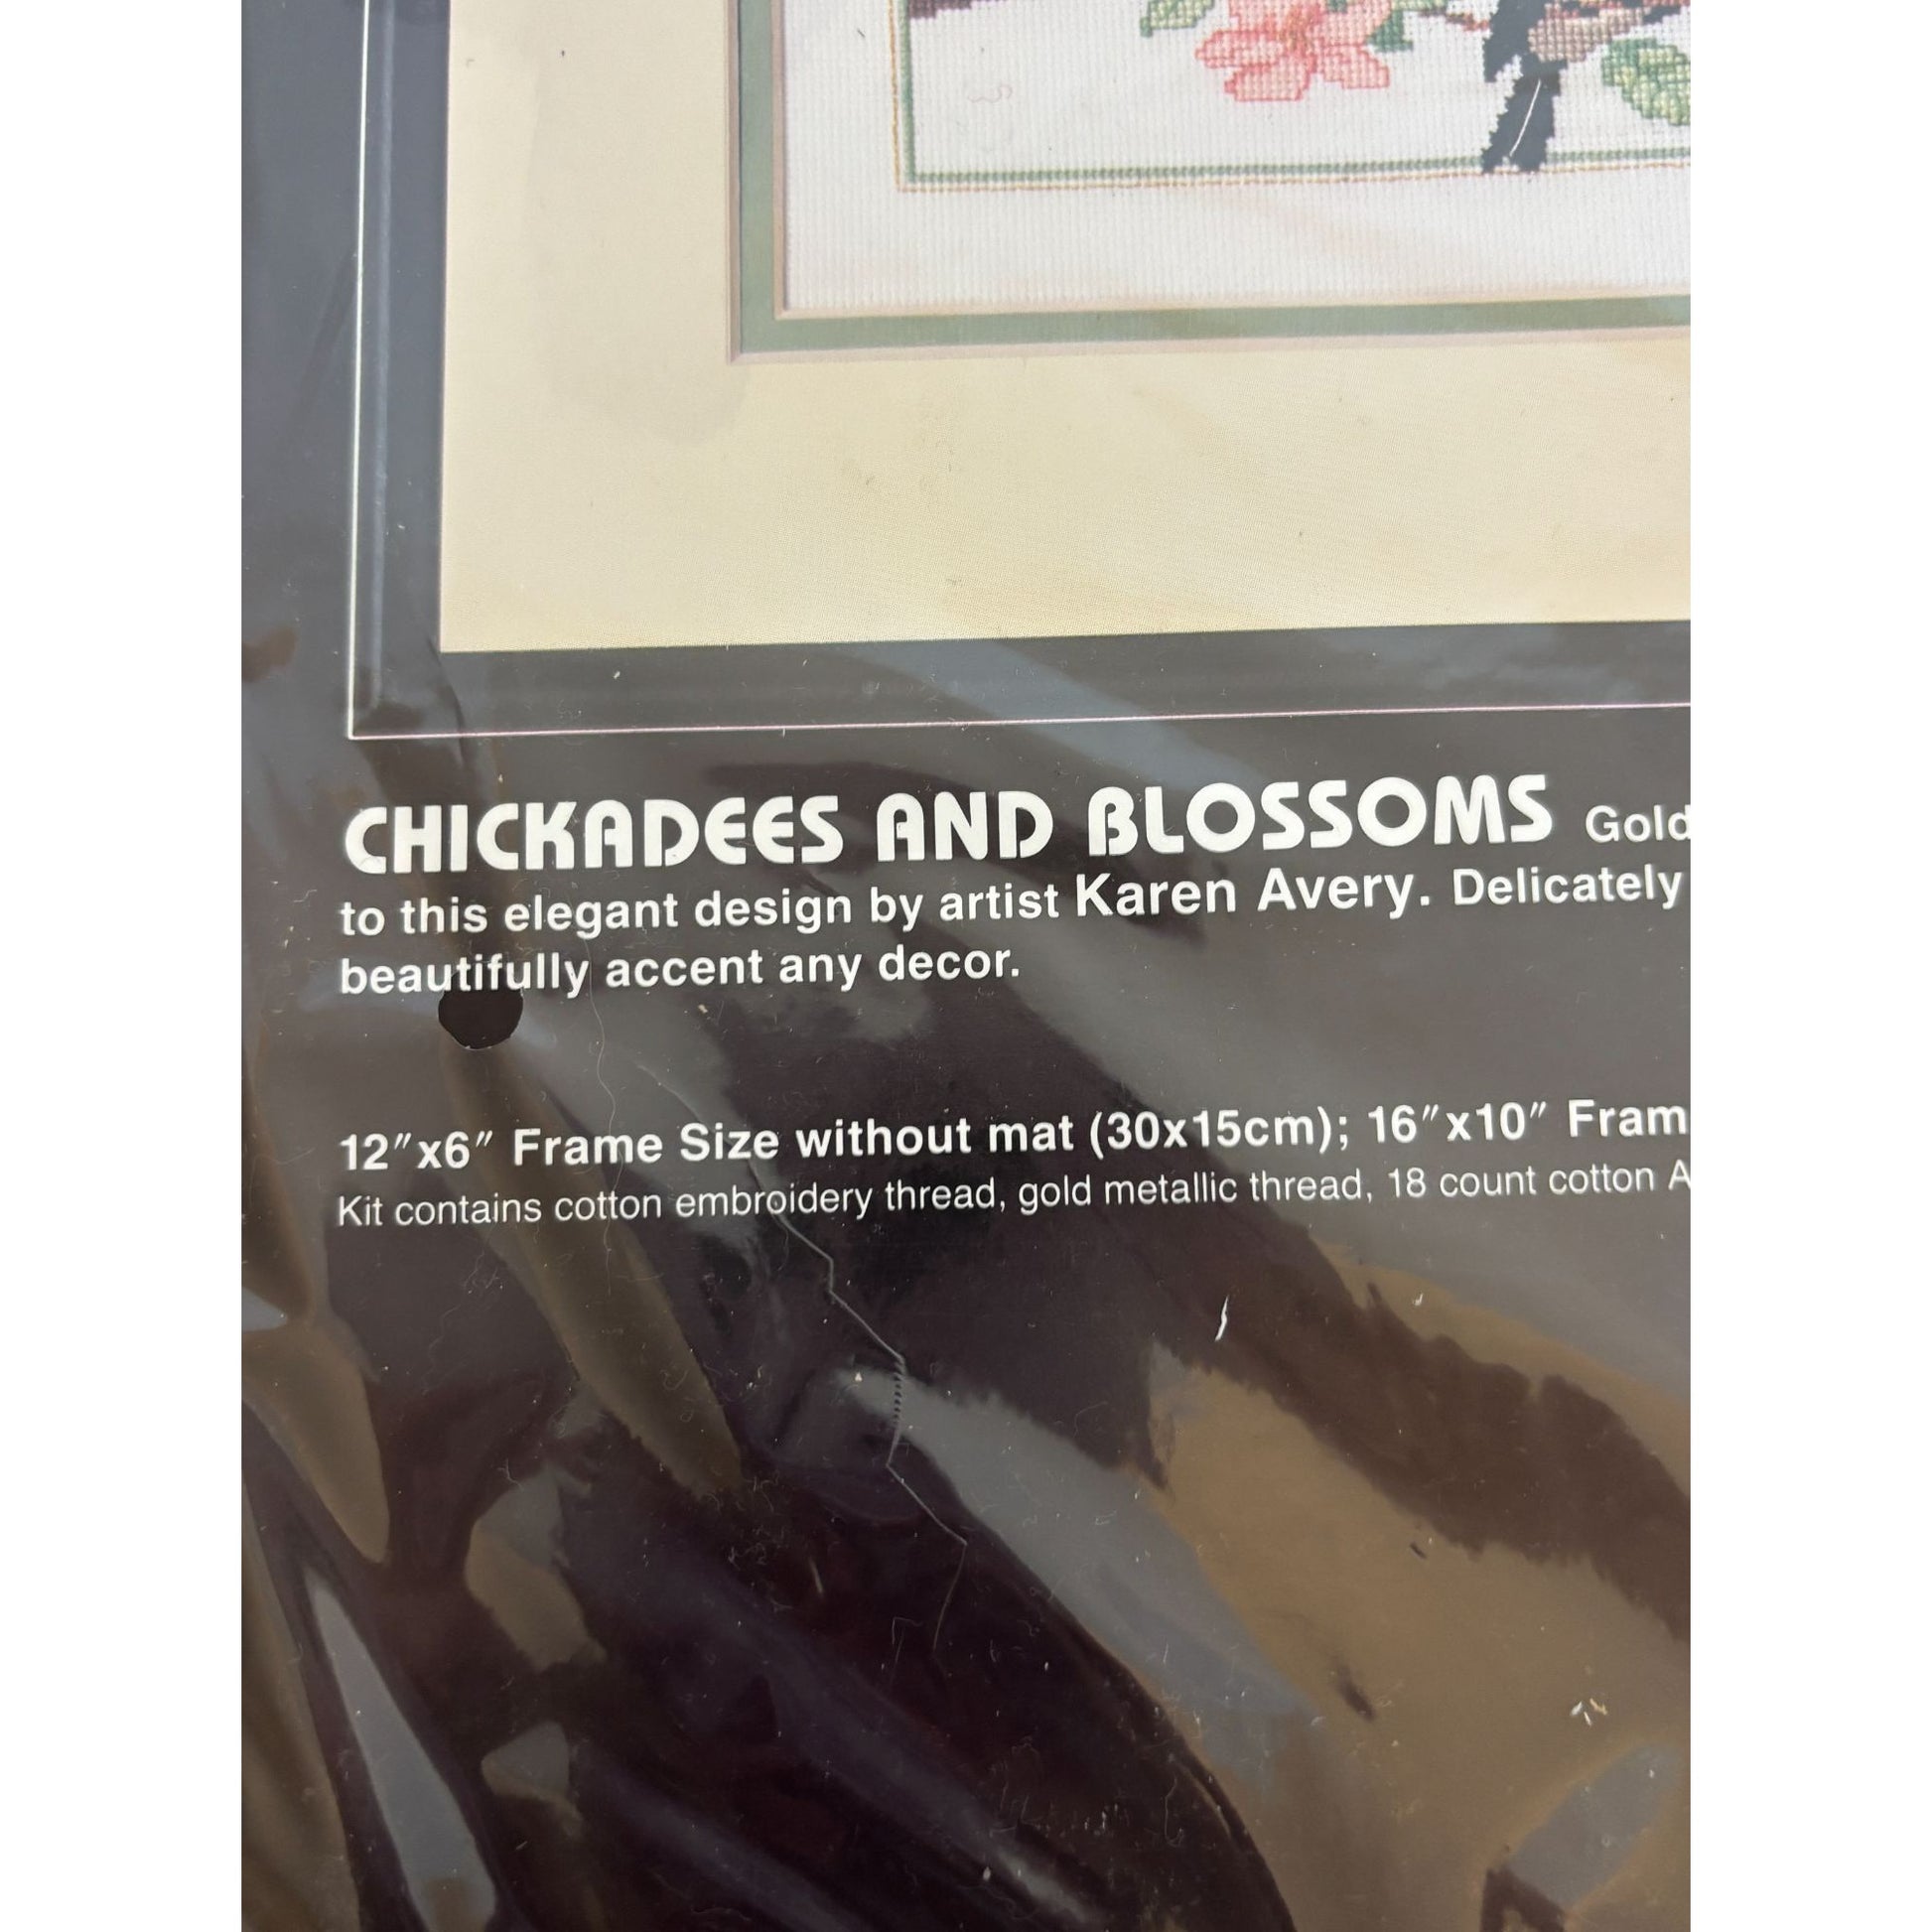 CHICKADEES AND BLOSSOMS Gold
to this elegant design by artist Karen Avery. Delicately
beautifully accent any decor.
12"x6" Frame Size without mat (30x15cm); 16"x10" Fram
Kit contains cotton embroidery thread, gold metallic thread, 18 count cotton A